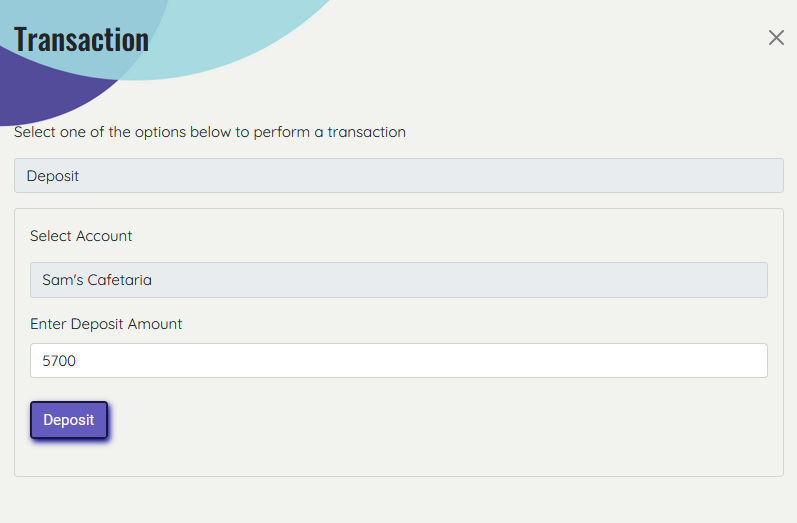 Transaction
Select one of the options below to perform a transaction
Deposit
Select Account
Sam's Cafetaria
Enter Deposit Amount
5700
Deposit